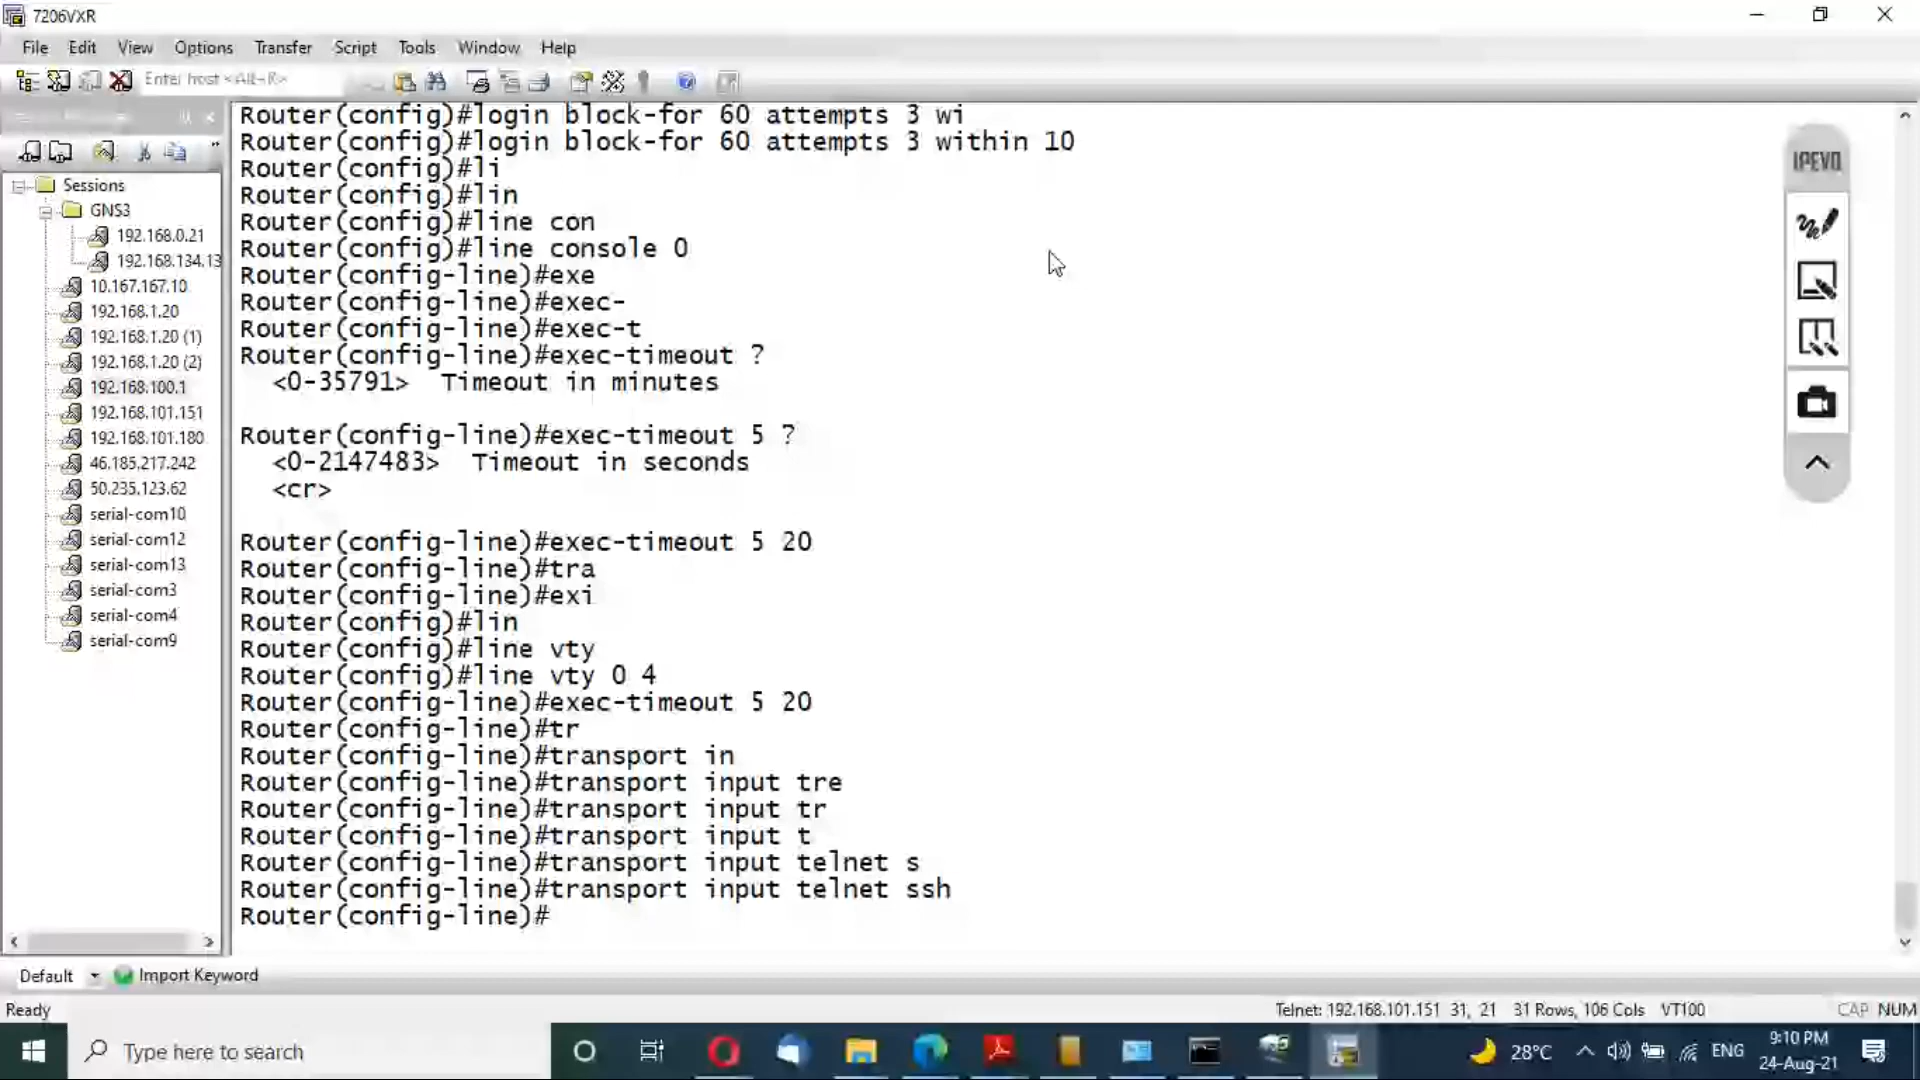 7206VXR
File Edit View Options Transfer Script Tools Window Help
Enter host <Alt+R>
Sessions
GNS3
192.168.0.21
192.168.134.13
10.167.167.10
192.168.1.20
192.168.1.20 (1)
192.168.1.20 (2)
192.168.100.1
192.168.101.151
192.168.101.180
46.185.217.242
50.235.123.62
serial-com10
serial-com12
serial-com13
serial-com3
serial-com4
serial-com9
Router(config)#login block-for 60 attempts 3 wi
Router(config)#login block-for 60 attempts 3 within 10
Router(config)#li
Router(config)#lin
Router(config)#line con
Router(config)#line console 0
Router(config-line)#exe
Router(config-line)#exec-
Router(config-line)#exec-t
Router(config-line)#exec-timeout ?
<0-35791> Timeout in minutes
Router(config-line)#exec-timeout 5 ?
<0-2147483> Timeout in seconds
<cr>
Router(config-line)#exec-timeout 5 20
Router(config-line)#tra
Router(config-line)#exi
Router(config)#lin
Router(config)#line vty
Router(config)#line vty 0 4
Router(config-line)#exec-timeout 5 20
Router(config-line)#tr
Router(config-line)#transport in
Router(config-line)#transport input tre
Router(config-line)#transport input tr
Router(config-line)#transport input t
Router(config-line)#transport input telnet s
Router(config-line)#transport input telnet ssh
Router(config-line)#
IPEVO
Default Import Keyword
Ready Telnet: 192.168.101.151 31, 21 31 Rows, 106 Cols VT100 CAP NUM
Type here to search 28°C ENG 9:10 PM
24-Aug-21